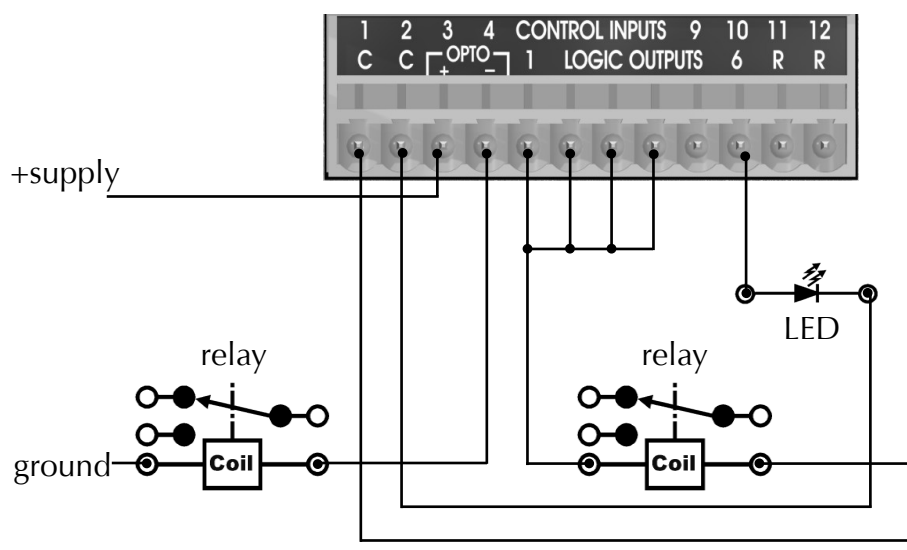 1 2 3 4 CONTROL INPUTS 9 10 11 12
C C OPTO 1 LOGIC OUTPUTS 6 R R
+ −
+supply
LED
relay relay
ground Coil Coil